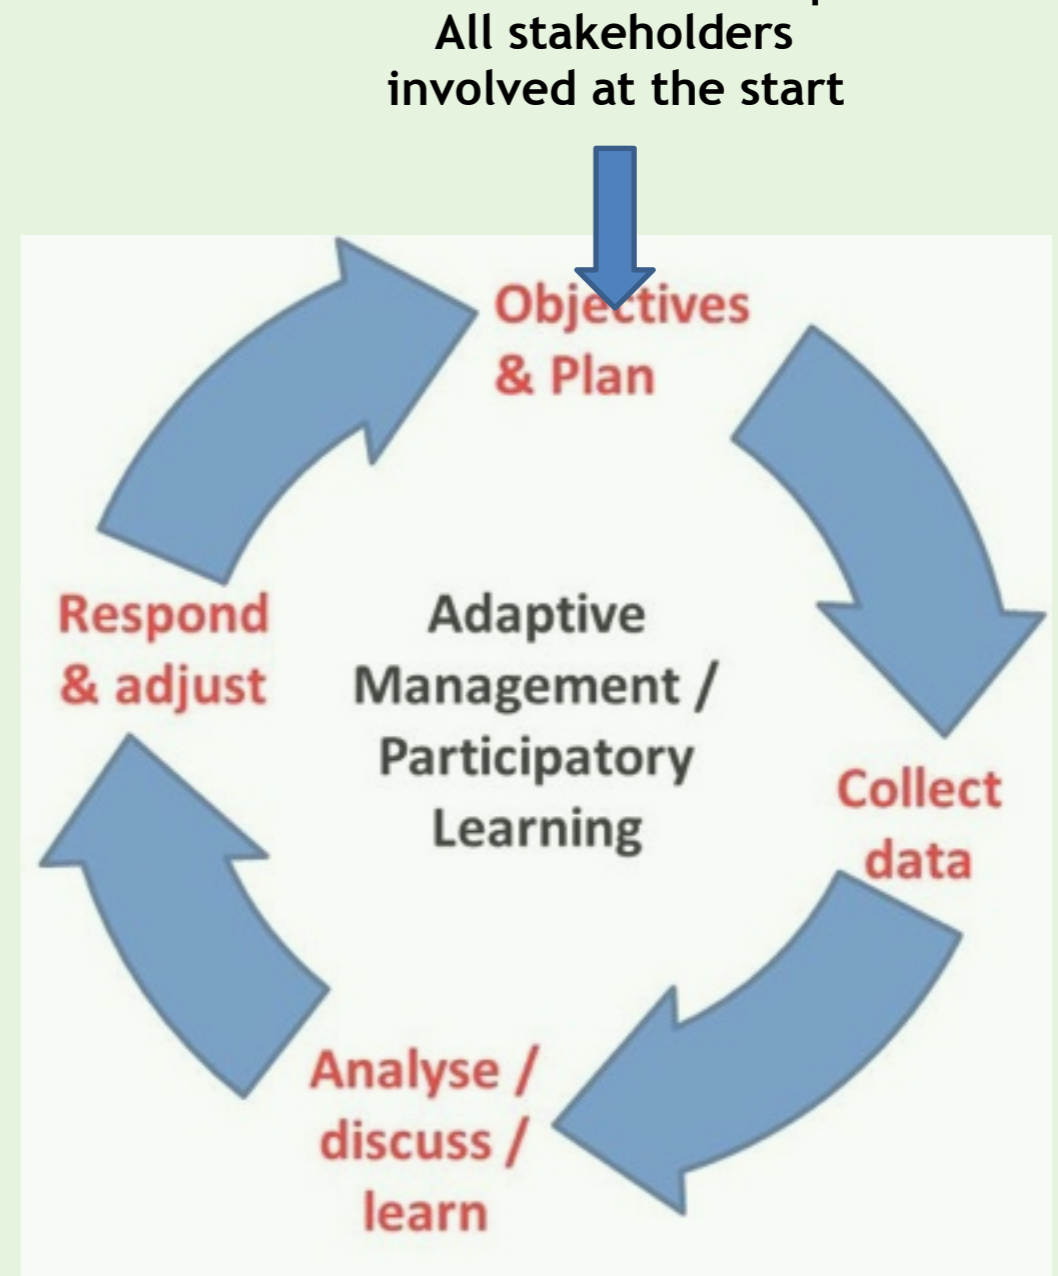 All stakeholders
involved at the start
Objectives
& Plan
Respond
& adjust
Adaptive
Management /
Participatory
Learning
Collect
data
Analyse /
discuss /
learn